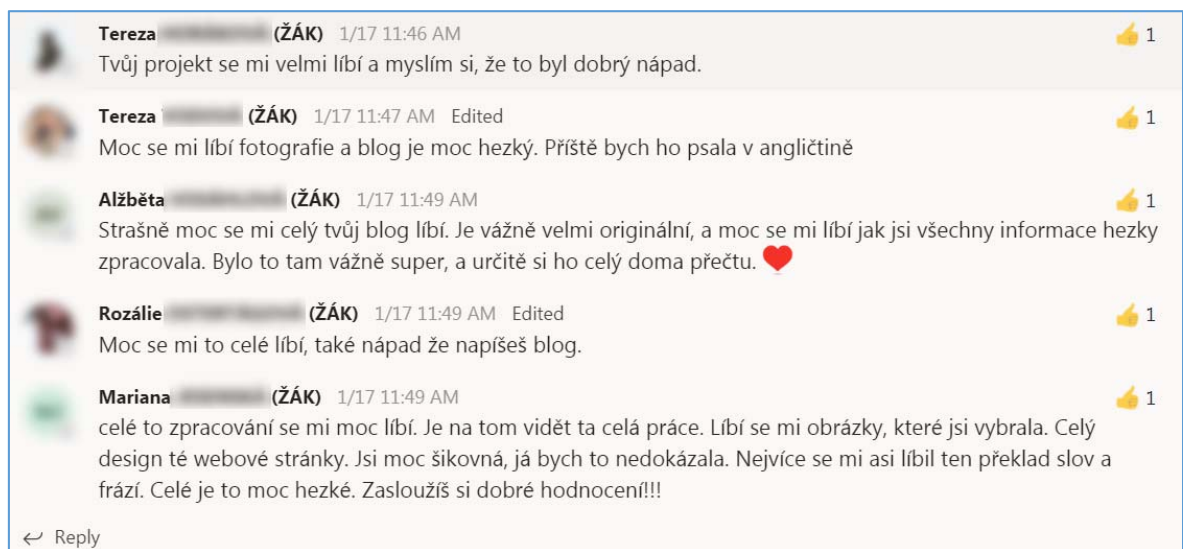 Tereza (ŽÁK) 1/17 11:46 AM 👍 1
Tvůj projekt se mi velmi líbí a myslím si, že to byl dobrý nápad.
Tereza (ŽÁK) 1/17 11:47 AM Edited 👍 1
Moc se mi líbí fotografie a blog je moc hezký. Příště bych ho psala v angličtině
Alžběta (ŽÁK) 1/17 11:49 AM 👍 1
Strašně moc se mi celý tvůj blog líbí. Je vážně velmi originální, a moc se mi líbí jak jsi všechny informace hezky
zpracovala. Bylo to tam vážně super, a určitě si ho celý doma přečtu. ❤
Rozálie (ŽÁK) 1/17 11:49 AM Edited 👍 1
Moc se mi to celé líbí, také nápad že napíšeš blog.
Mariana (ŽÁK) 1/17 11:49 AM 👍 1
celé to zpracování se mi moc líbí. Je na tom vidět ta celá práce. Líbí se mi obrázky, které jsi vybrala. Celý
design té webové stránky. Jsi moc šikovná, já bych to nedokázala. Nejvíce se mi asi líbil ten překlad slov a
frází. Celé je to moc hezké. Zasloužíš si dobré hodnocení!!!
Reply